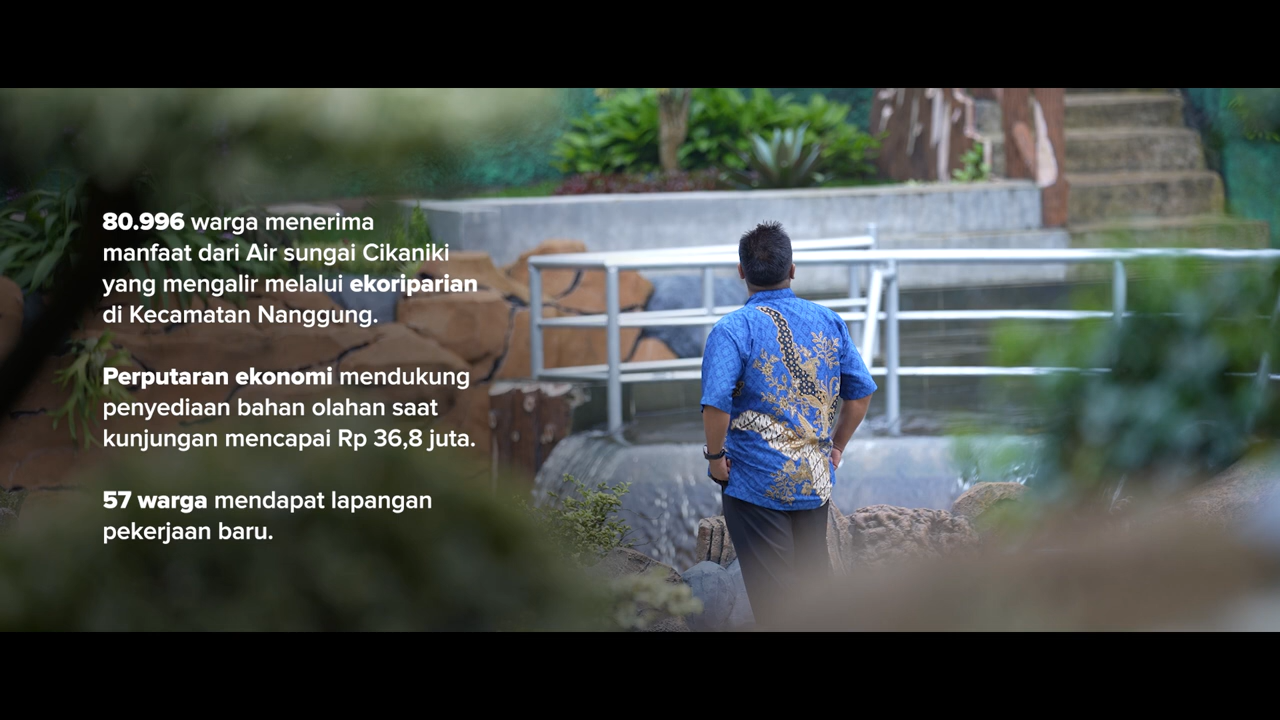 80.996 warga menerima
manfaat dari Air sungai Cikaniki
yang mengalir melalui ekoriparian
di Kecamatan Nanggung.
Perputaran ekonomi mendukung
penyediaan bahan olahan saat
kunjungan mencapai Rp 36,8 juta.
57 warga mendapat lapangan
pekerjaan baru.